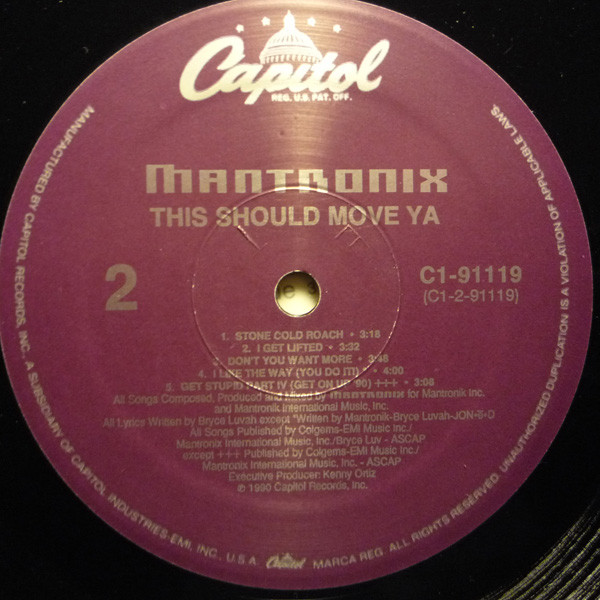 Capitol
REG. U.S. PAT. OFF.
MANTRONIX
THIS SHOULD MOVE YA
2
C1-91119
(C1-2-91119)
e s
1. STONE COLD ROACH • 3:18
2. I GET LIFTED • 3:32
3. DON'T YOU WANT MORE • 3:48
4. I LIKE THE WAY (YOU DO IT) • 4:00
5. GET STUPID PART IV (GET ON UP '90) +++ • 3:08
All Songs Composed, Produced and Mixed by MANTRONIX for Mantronik Inc.
and Mantronik International Music, Inc.
All Lyrics Written by Bryce Luvah except *Written by Mantronik-Bryce Luvah-JON-
All Songs Published by Colgems-EMI Music Inc./
Mantronik International Music, Inc./Bryce Luv - ASCAP
except +++ Published by Colgems-EMI Music Inc./
Mantronik International Music, Inc. - ASCAP
Executive Producer: Kenny Ortiz
℗ 1990 Capitol Records, Inc.
MANUFACTURED BY CAPITOL RECORDS, INC., A SUBSIDIARY OF CAPITOL INDUSTRIES-EMI, INC., U.S.A. Capitol MARCA REG. ALL RIGHTS RESERVED. UNAUTHORIZED DUPLICATION IS A VIOLATION OF APPLICABLE LAWS.